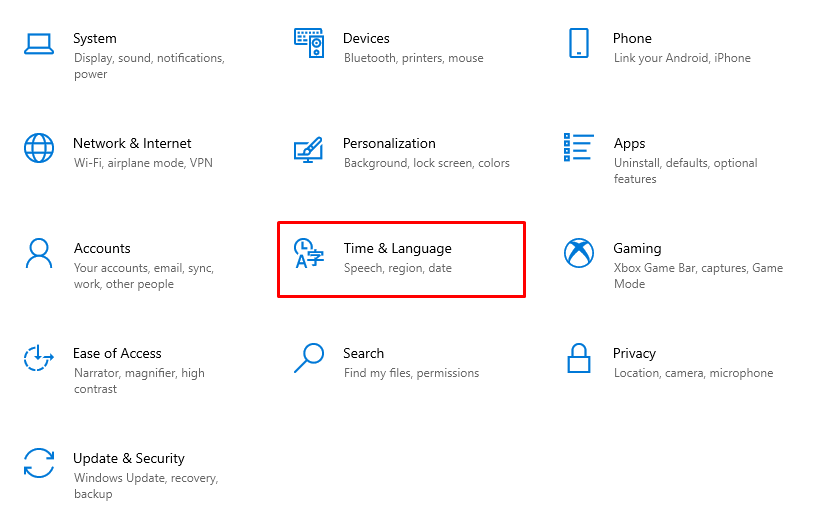 System
Display, sound, notifications,
power
Devices
Bluetooth, printers, mouse
Phone
Link your Android, iPhone
Network & Internet
Wi-Fi, airplane mode, VPN
Personalization
Background, lock screen, colors
Apps
Uninstall, defaults, optional
features
Accounts
Your accounts, email, sync,
work, other people
A字
Time & Language
Speech, region, date
Gaming
Xbox Game Bar, captures, Game
Mode
Ease of Access
Narrator, magnifier, high
contrast
Search
Find my files, permissions
Privacy
Location, camera, microphone
Update & Security
Windows Update, recovery,
backup